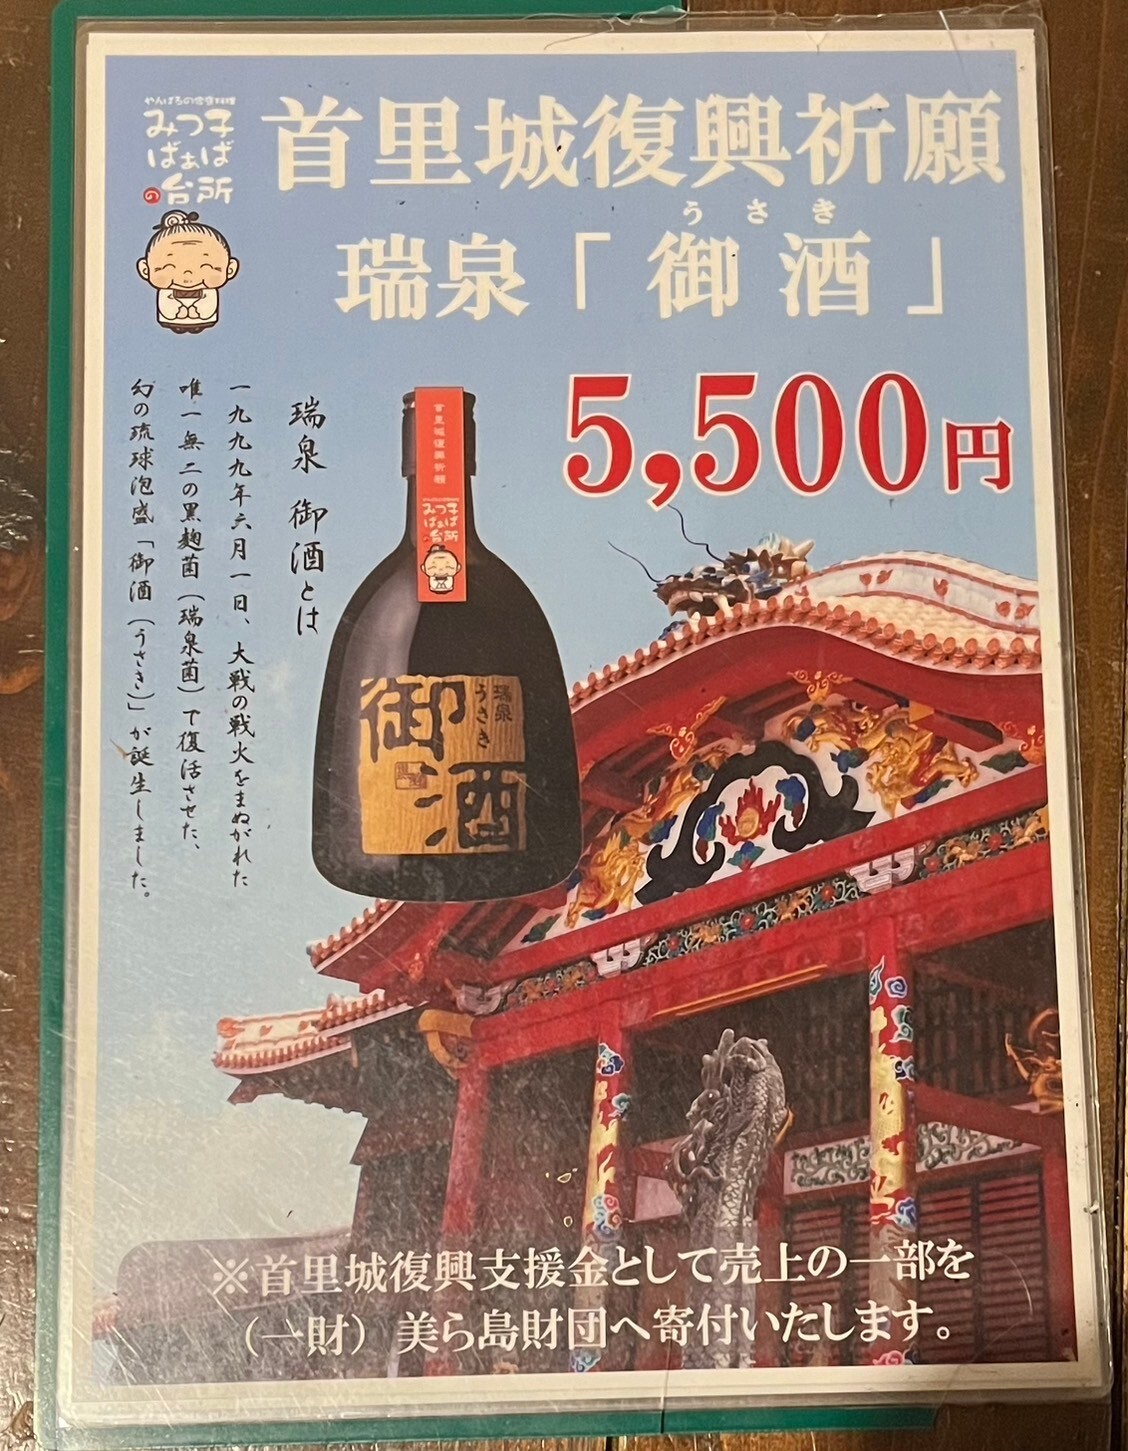 やんばるの家庭料理
みつ子
ばぁば
の台所
首里城復興祈願
うさき
瑞泉「御酒」
5,500円
瑞泉 御酒とは
一九九九年六月一日、大戦の戦火をまぬがれた
唯一無二の黒麹菌(瑞泉菌)で復活させた、
幻の琉球泡盛「御酒(うさき)」が誕生しました。
首里城復興祈願
みつ子
ばぁば
の台所
瑞泉
うさき
御酒
※首里城復興支援金として売上の一部を
(一財)美ら島財団へ寄付いたします。